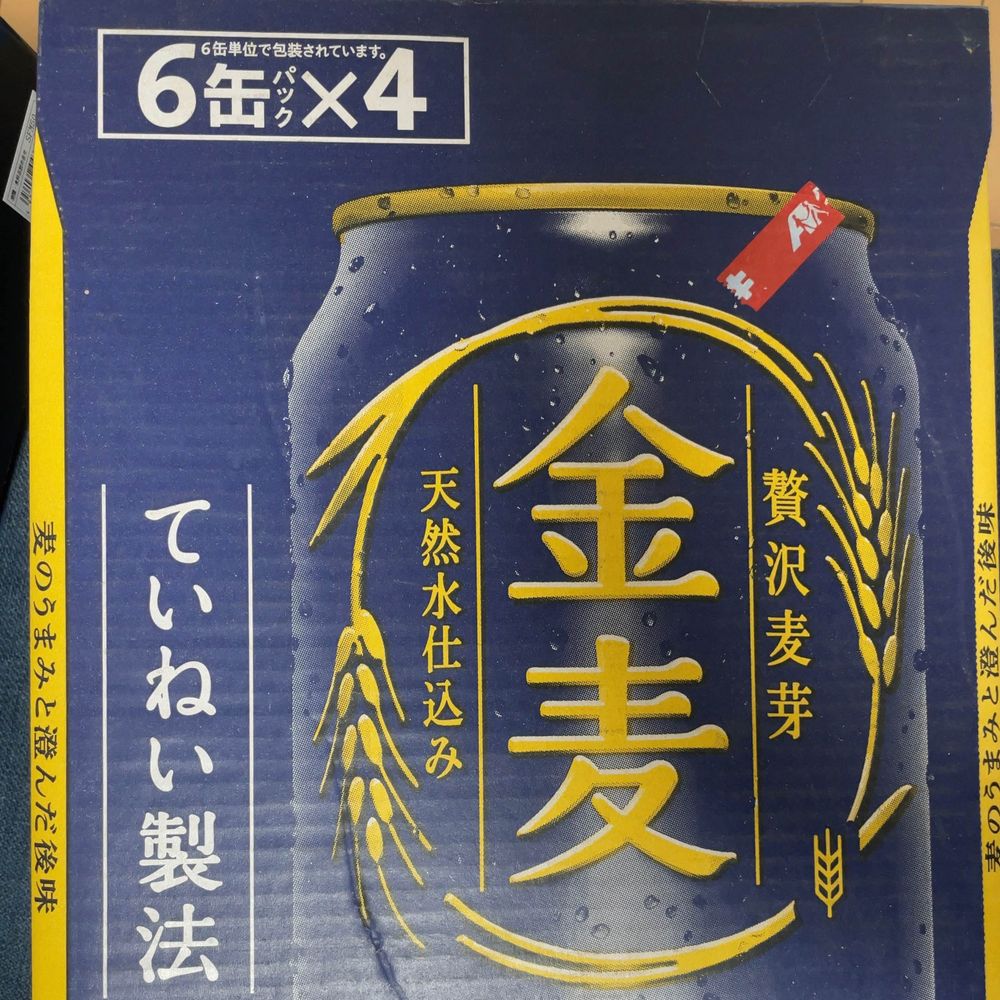 6缶単位で包装されています。
6缶パック×4
金麦
贅沢麦芽
天然水仕込み
ていねい製法
麦のうまみと澄んだ後味
麦のうまみと澄んだ後味